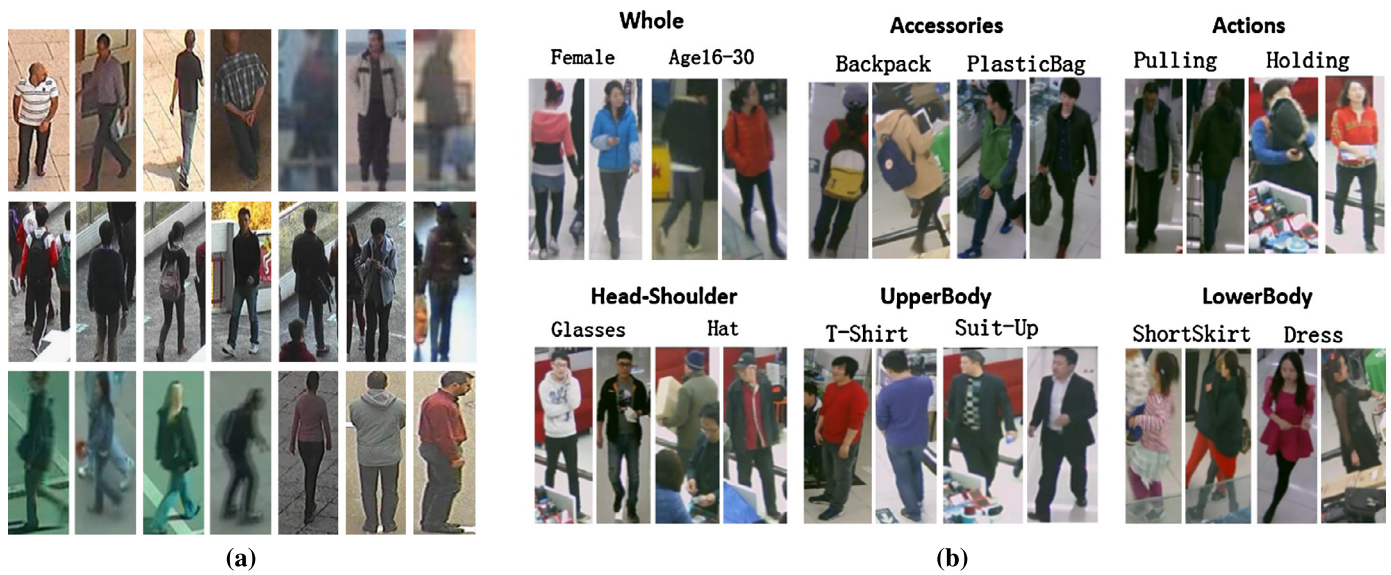 Whole
Accessories
Actions
Female
Age16-30
Backpack
PlasticBag
Pulling
Holding
Head-Shoulder
UpperBody
LowerBody
Glasses
Hat
T-Shirt
Suit-Up
ShortSkirt
Dress
(a)
(b)